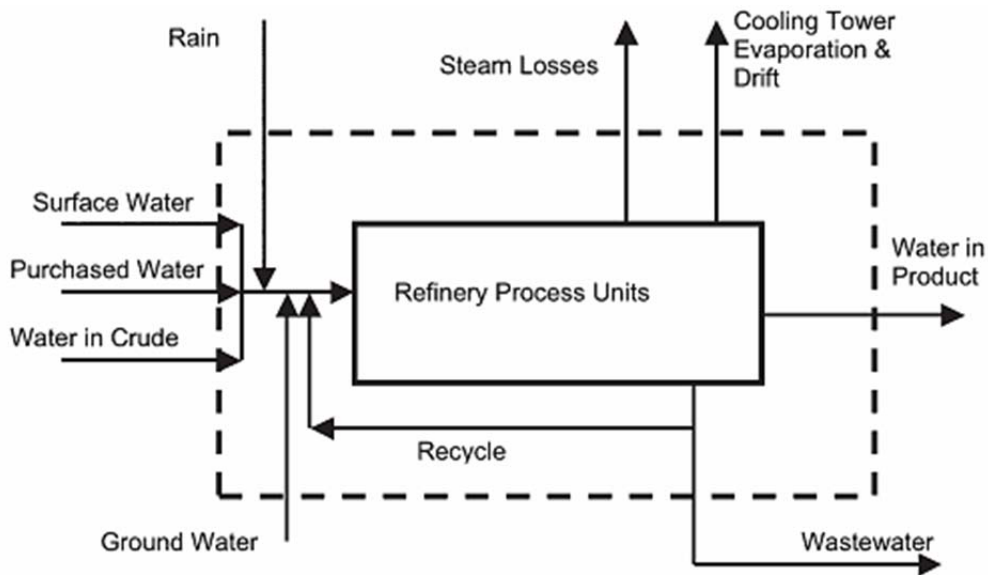 Rain
Steam Losses
Cooling Tower
Evaporation &
Drift
Surface Water
Purchased Water
Water in Crude
Refinery Process Units
Water in
Product
Recycle
Ground Water
Wastewater